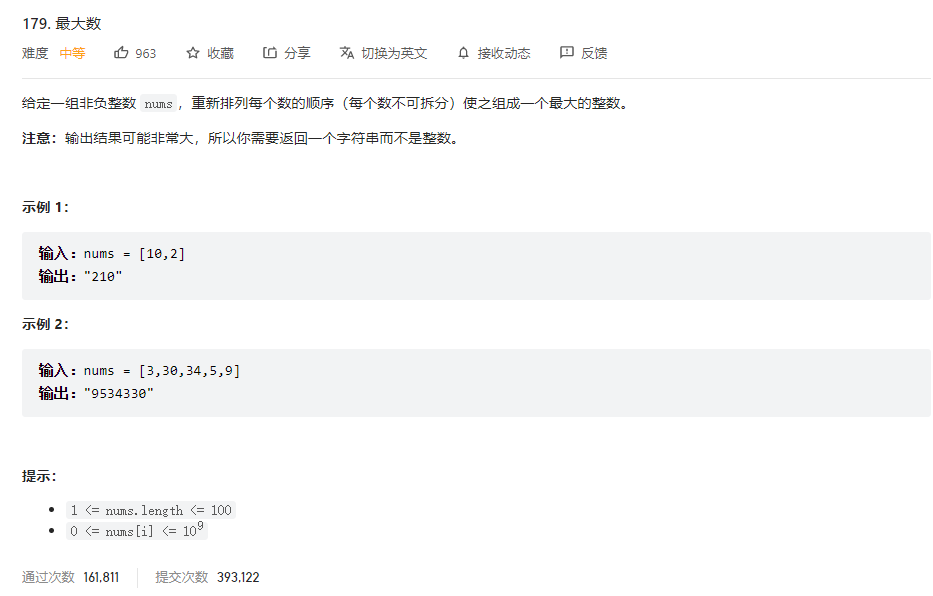 179. 最大数
难度 中等 963 收藏 分享 切换为英文 接收动态 反馈
给定一组非负整数 nums，重新排列每个数的顺序（每个数不可拆分）使之组成一个最大的整数。
注意：输出结果可能非常大，所以你需要返回一个字符串而不是整数。
示例 1：
输入：nums = [10,2]
输出："210"
示例 2：
输入：nums = [3,30,34,5,9]
输出："9534330"
提示：
1 <= nums.length <= 100
0 <= nums[i] <= 10⁹
通过次数 161,811 提交次数 393,122